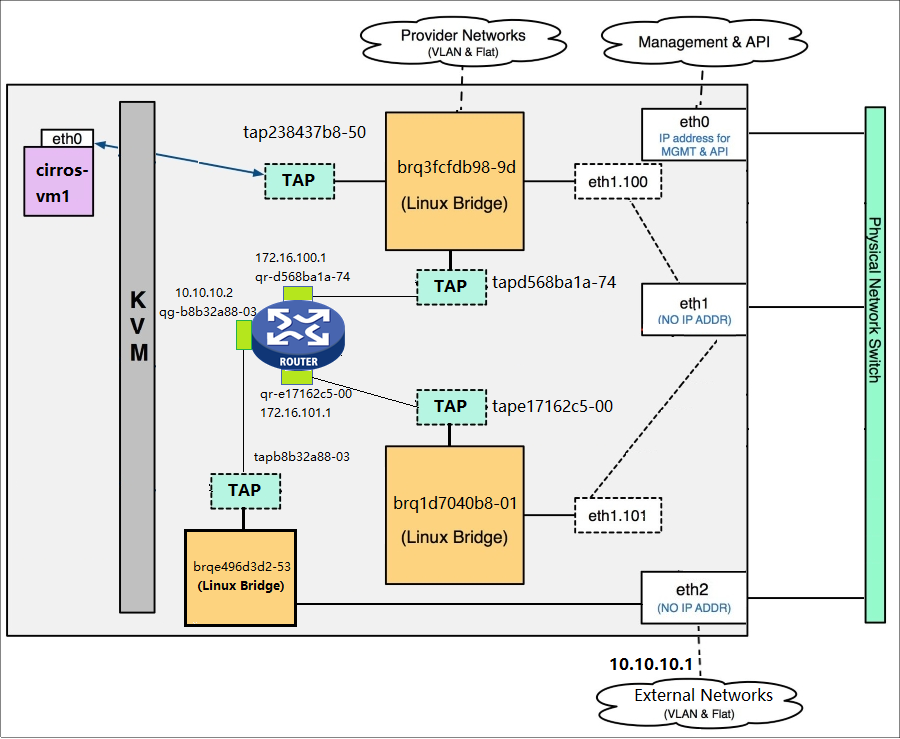 Provider Networks
(VLAN & Flat)
Management & API
eth0
cirros-
vm1
K
V
M
tap238437b8-50
TAP
brq3fcfdb98-9d
(Linux Bridge)
eth1.100
eth0
IP address for
MGMT & API
172.16.100.1
qr-d568ba1a-74
TAP
tapd568ba1a-74
10.10.10.2
qg-b8b32a88-03
ROUTER
eth1
(NO IP ADDR)
Physical Network Switch
qr-e17162c5-00
172.16.101.1
TAP
tape17162c5-00
tapb8b32a88-03
TAP
brq1d7040b8-01
(Linux Bridge)
eth1.101
brqe496d3d2-53
(Linux Bridge)
eth2
(NO IP ADDR)
10.10.10.1
External Networks
(VLAN & Flat)